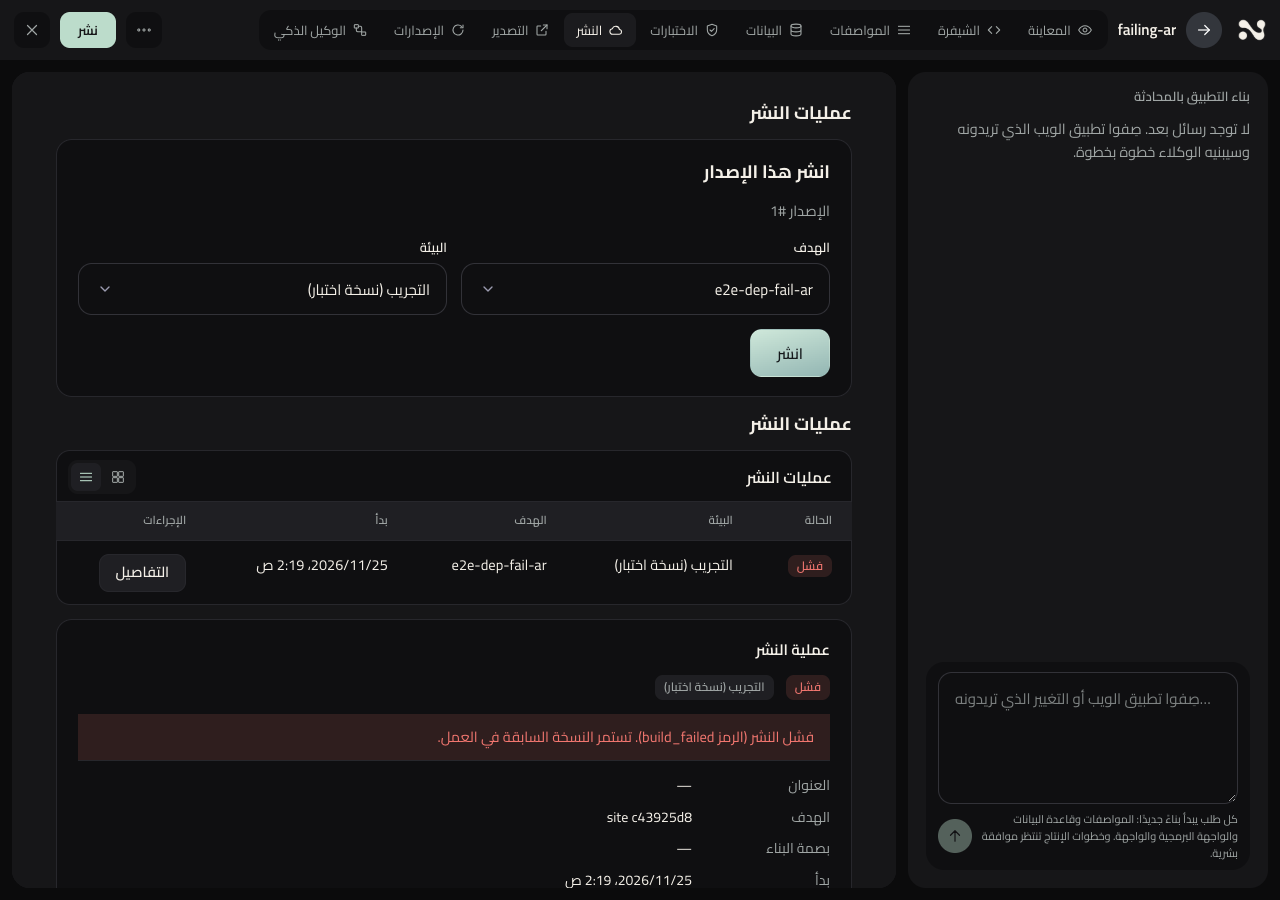 failing-ar
المعاينة
الشيفرة
المواصفات
البيانات
الاختبارات
النشر
التصدير
الإصدارات
الوكيل الذكي
نشر
بناء التطبيق بالمحادثة
لا توجد رسائل بعد. صِفوا تطبيق الويب الذي تريدونه
وسيبنيه الوكلاء خطوة بخطوة.
صِفوا تطبيق الويب أو التغيير الذي تريدونه...
كل طلب يبدأ بناءً جديدًا: المواصفات وقاعدة البيانات
والواجهة البرمجية والواجهة. وخطوات الإنتاج تنتظر موافقة
بشرية.
عمليات النشر
انشر هذا الإصدار
الإصدار #1
الهدف
البيئة
e2e-dep-fail-ar
التجريب (نسخة اختبار)
انشر
عمليات النشر
عمليات النشر
الحالة
البيئة
الهدف
بدأ
الإجراءات
فشل
التجريب (نسخة اختبار)
e2e-dep-fail-ar
2026/11/25، 2:19 ص
التفاصيل
عملية النشر
فشل
التجريب (نسخة اختبار)
فشل النشر (الرمز build_failed). تستمر النسخة السابقة في العمل.
العنوان
—
الهدف
site c43925d8
بصمة البناء
—
بدأ
2026/11/25، 2:19 ص